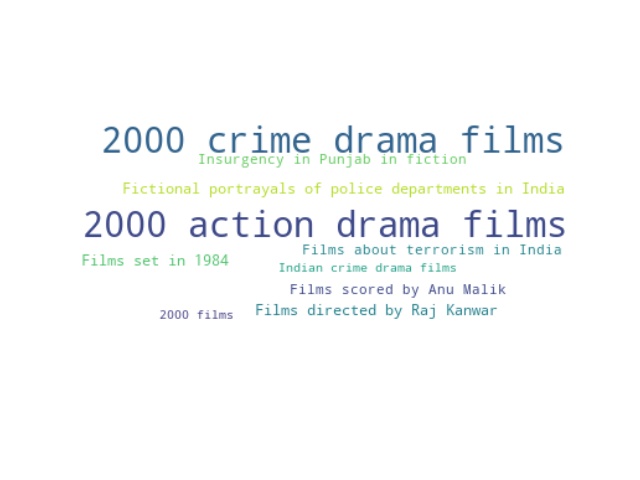 2000 crime drama films
Insurgency in Punjab in fiction
Fictional portrayals of police departments in India
2000 action drama films
Films about terrorism in India
Films set in 1984
Indian crime drama films
Films scored by Anu Malik
Films directed by Raj Kanwar
2000 films